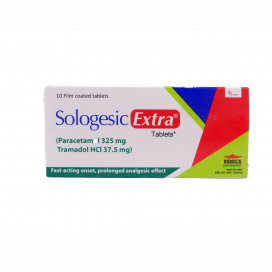 10 Film coated tablets
Sologesic Extra®
Tablets*
(Paracetamol 325 mg
Tramadol HCl 37.5 mg)
Fast-acting onset, prolonged analgesic effect